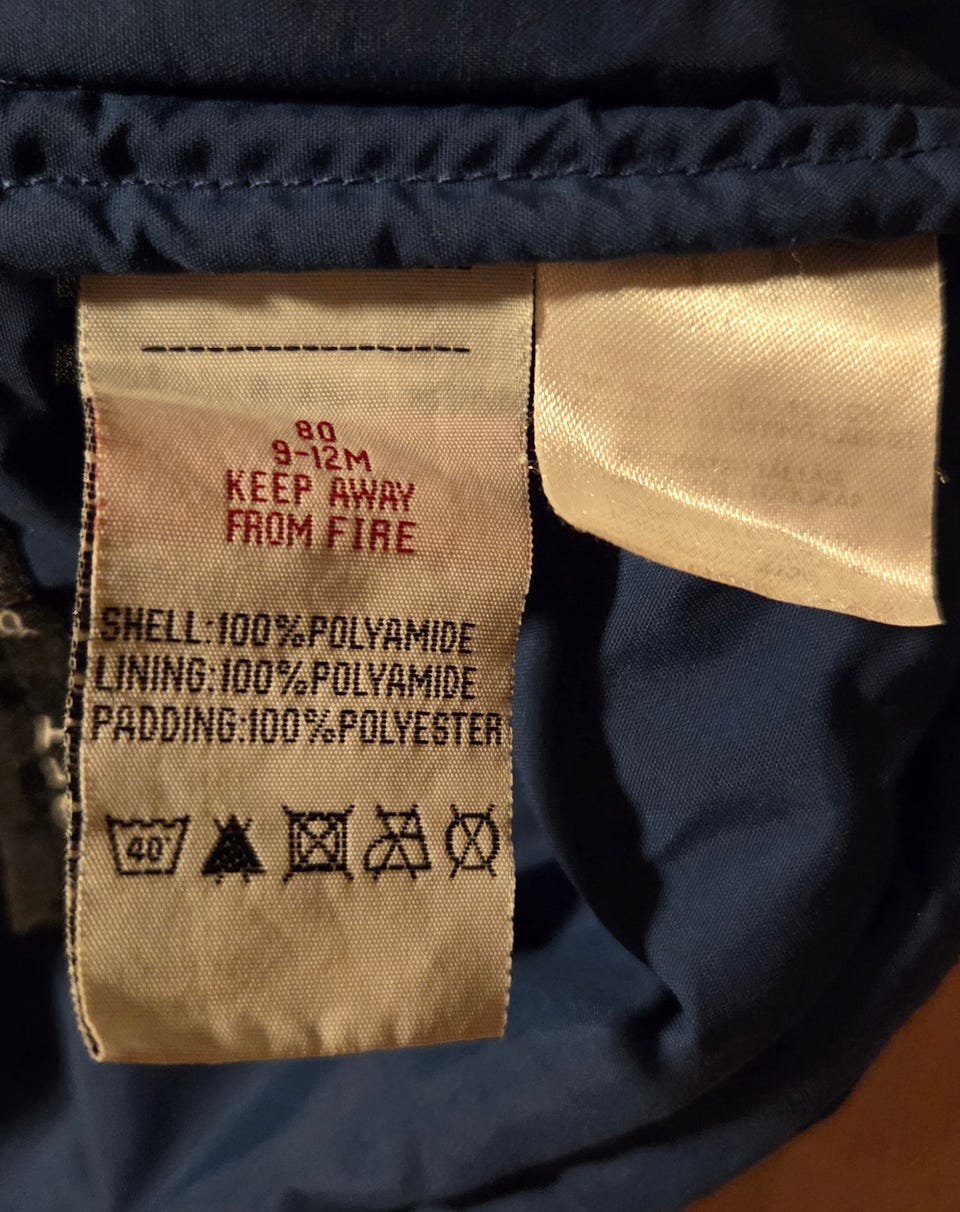 80
9-12M
KEEP AWAY
FROM FIRE
SHELL:100%POLYAMIDE
LINING:100%POLYAMIDE
PADDING:100%POLYESTER
40°